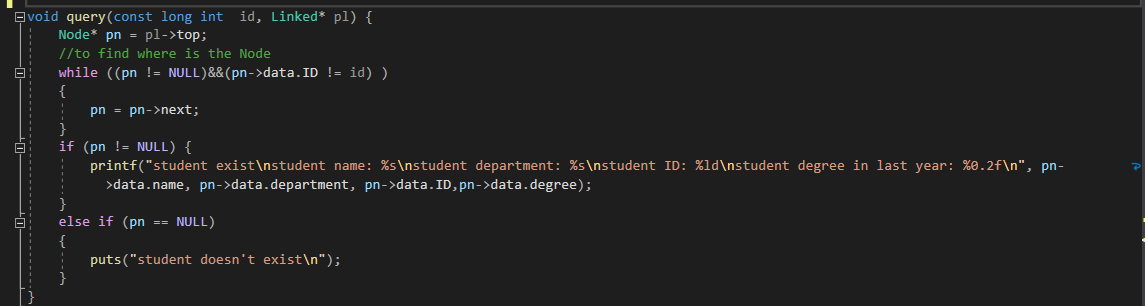 void query(const long int  id, Linked* pl) {
    Node* pn = pl->top;
    //to find where is the Node
    while ((pn != NULL)&&(pn->data.ID != id) )
    {
        pn = pn->next;
    }
    if (pn != NULL) {
        printf("student exist\nstudent name: %s\nstudent department: %s\nstudent ID: %ld\nstudent degree in last year: %0.2f\n", pn-
          >data.name, pn->data.department, pn->data.ID,pn->data.degree);
    }
    else if (pn == NULL)
    {
        puts("student doesn't exist\n");
    }
}